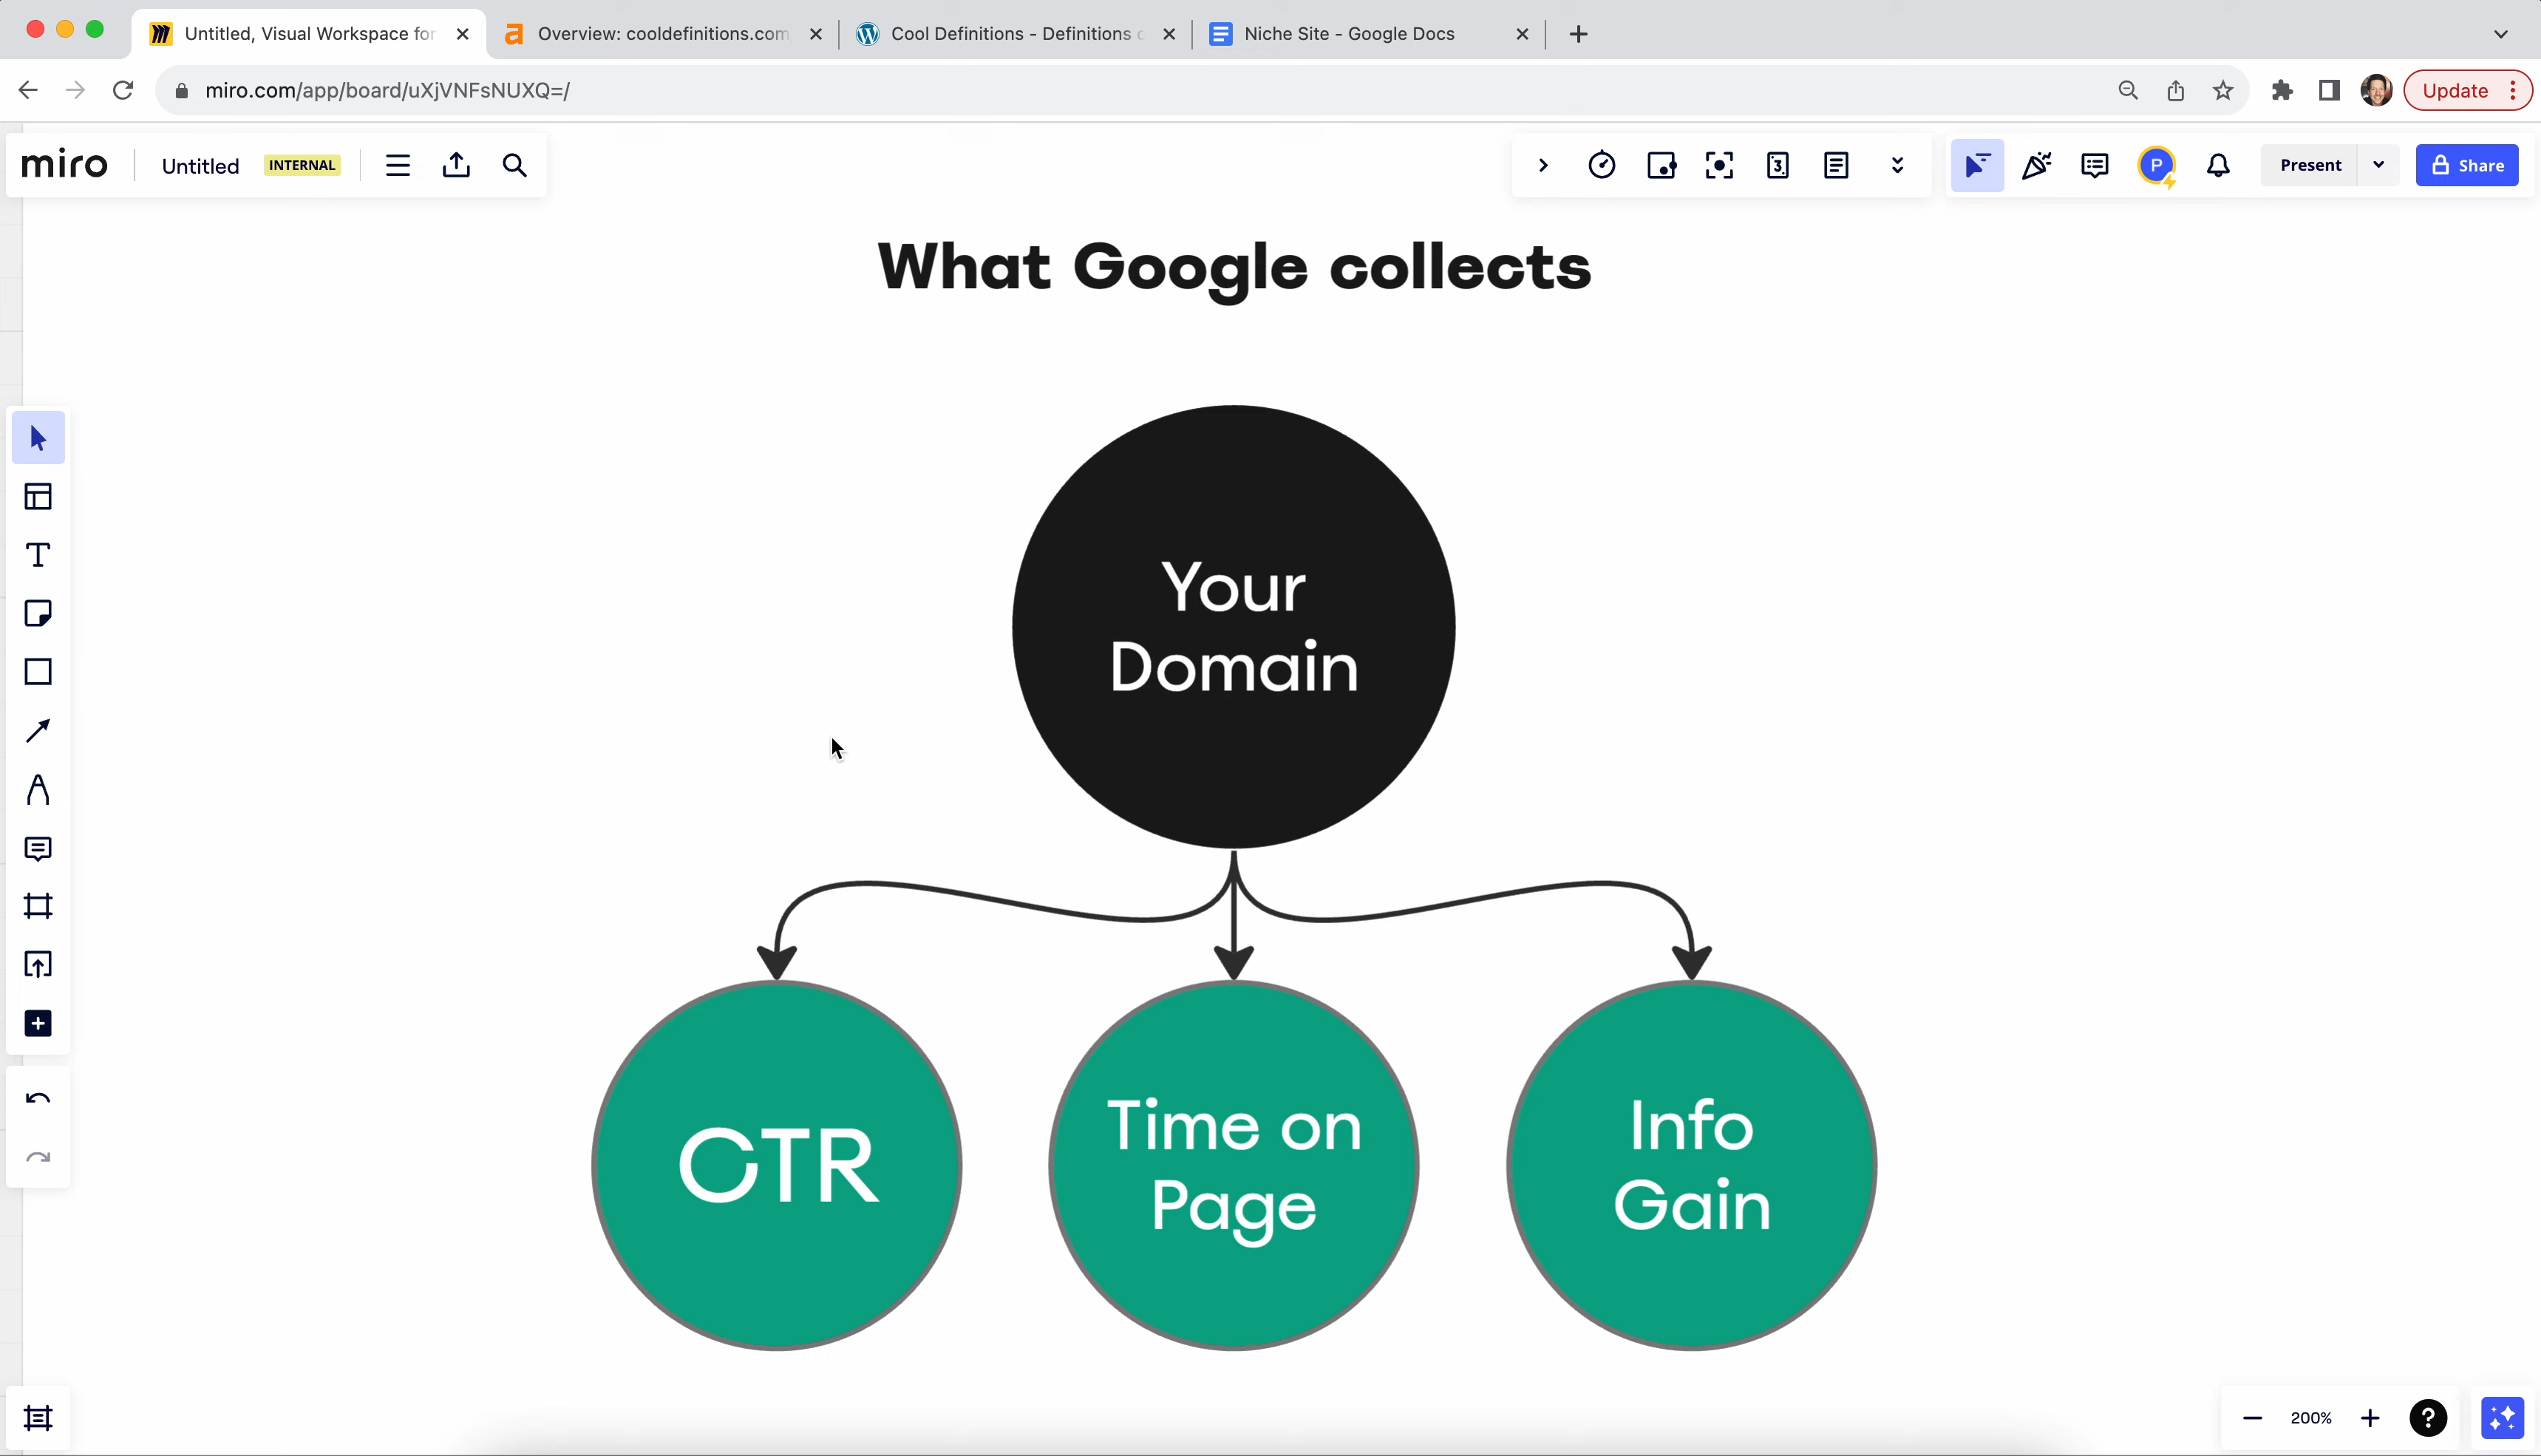 Untitled, Visual Workspace for
Overview: cooldefinitions.com
Cool Definitions - Definitions o
Niche Site - Google Docs
miro.com/app/board/uXjVNFsNUXQ=/
Update
miro
Untitled
INTERNAL
3
P
Present
Share
What Google collects
Your
Domain
CTR
Time on
Page
Info
Gain
200%
?